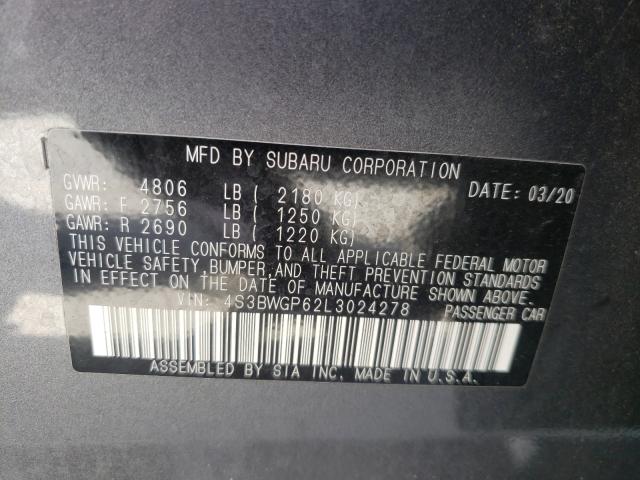 MFD BY SUBARU CORPORATION
GVWR: 4806 LB ( 2180 KG) DATE: 03/20
GAWR: F 2756 LB ( 1250 KG)
GAWR: R 2690 LB ( 1220 KG)
THIS VEHICLE CONFORMS TO ALL APPLICABLE FEDERAL MOTOR
VEHICLE SAFETY, BUMPER, AND THEFT PREVENTION STANDARDS
IN EFFECT ON THE DATE OF MANUFACTURE SHOWN ABOVE.
VIN: 4S3BWGP62L3024278 PASSENGER CAR
ASSEMBLED BY SIA INC. MADE IN U.S.A.